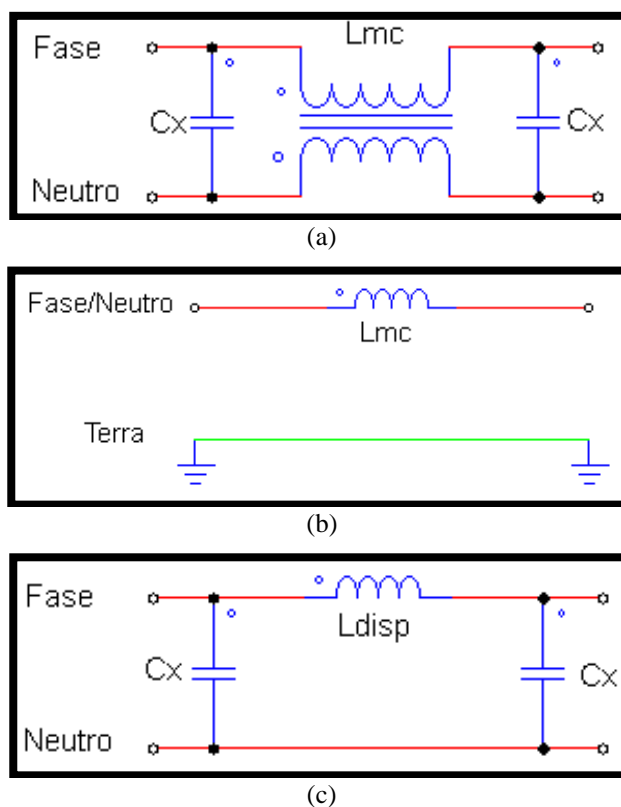 Lmc
Fase
Cx
Cx
Neutro
(a)
Fase/Neutro
Lmc
Terra
(b)
Fase
Ldisp
Cx
Cx
Neutro
(c)